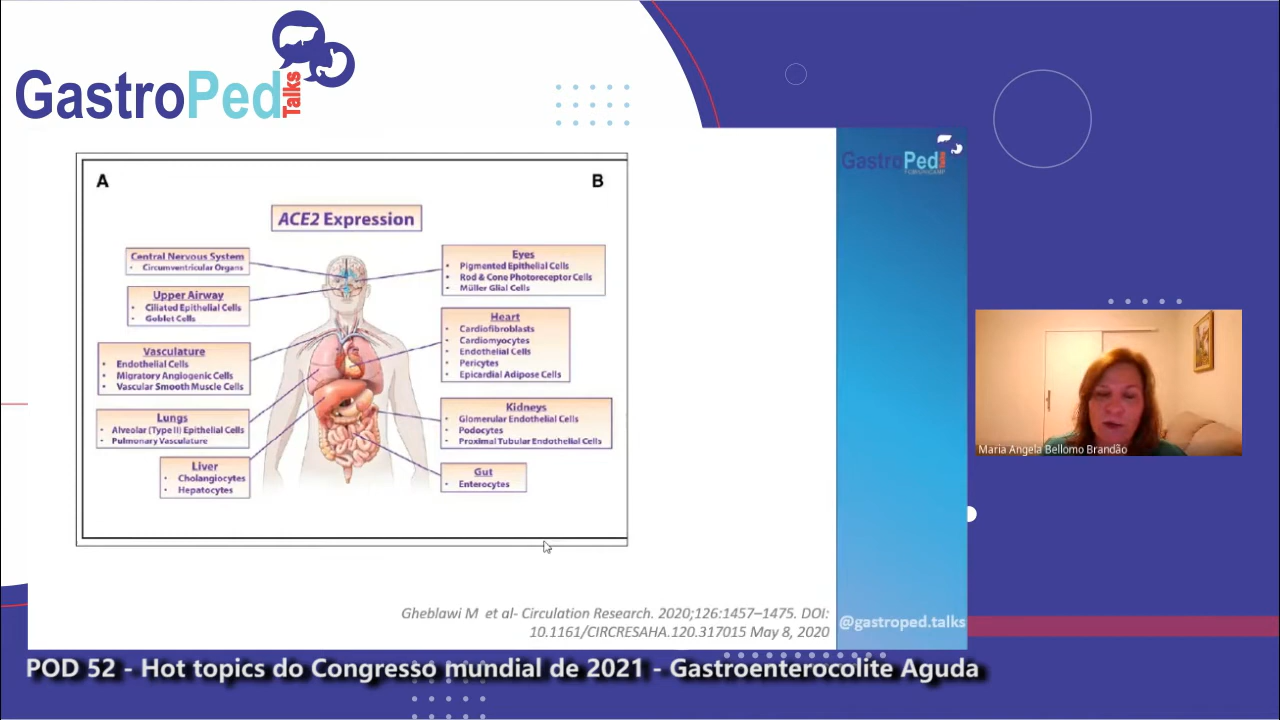 GastroPed Talks
GastroPed
A
B
ACE2 Expression
Central Nervous System
• Circumventricular Organs
Upper Airway
• Ciliated Epithelial Cells
• Goblet Cells
Vasculature
• Endothelial Cells
• Migratory Angiogenic Cells
• Vascular Smooth Muscle Cells
Lungs
• Alveolar (Type II) Epithelial Cells
• Pulmonary Vasculature
Liver
• Cholangiocytes
• Hepatocytes
Eyes
• Pigmented Epithelial Cells
• Rod & Cone Photoreceptor Cells
• Müller Glial Cells
Heart
• Cardiofibroblasts
• Cardiomyocytes
• Endothelial Cells
• Pericytes
• Epicardial Adipose Cells
Kidneys
• Glomerular Endothelial Cells
• Podocytes
• Proximal Tubular Endothelial Cells
Gut
• Enterocytes
Gheblawi M et al- Circulation Research. 2020;126:1457–1475. DOI:
10.1161/CIRCRESAHA.120.317015 May 8, 2020
@gastroped.talks
Maria Angela Bellomo Brandão
POD 52 - Hot topics do Congresso mundial de 2021 - Gastroenterocolite Aguda